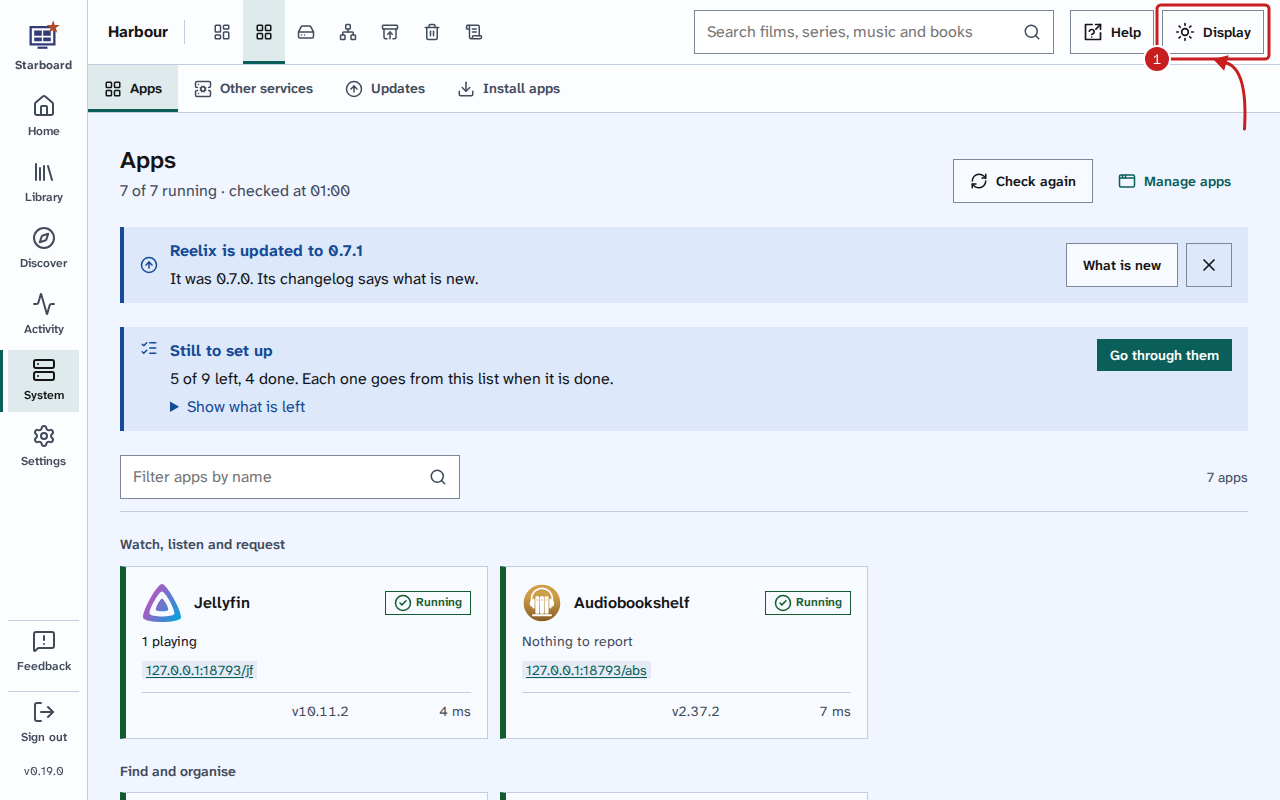 Starboard
Home
Library
Discover
Activity
System
Settings
Feedback
Sign out
v0.19.0
Harbour
Search films, series, music and books
Help
Display
1
Apps
Other services
Updates
Install apps
Apps
7 of 7 running · checked at 01:00
Check again
Manage apps
Reelix is updated to 0.7.1
It was 0.7.0. Its changelog says what is new.
What is new
Still to set up
5 of 9 left, 4 done. Each one goes from this list when it is done.
Show what is left
Go through them
Filter apps by name
7 apps
Watch, listen and request
Jellyfin
Running
1 playing
127.0.0.1:18793/jf
v10.11.2
4 ms
Audiobookshelf
Running
Nothing to report
127.0.0.1:18793/abs
v2.37.2
7 ms
Find and organise